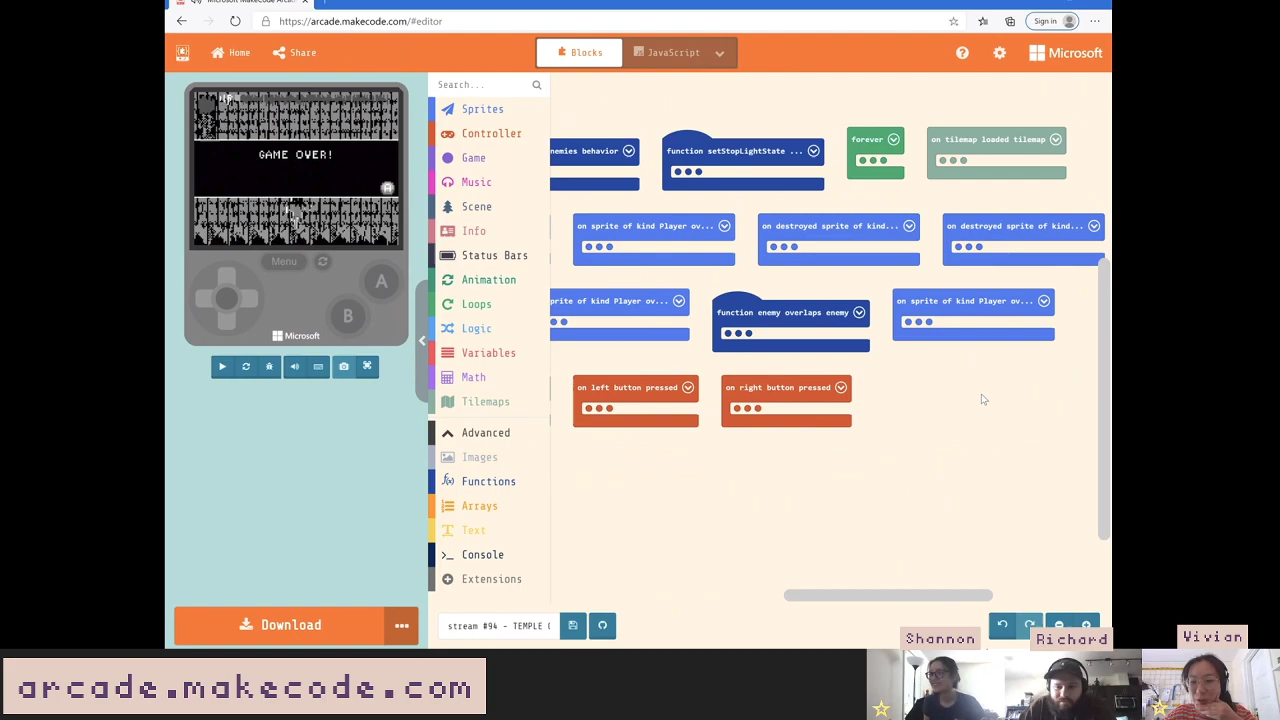 https://arcade.makecode.com/#editor
Sign in
Home
Share
Blocks
JavaScript
Microsoft
GAME OVER!
A
Menu
A
B
Microsoft
Download
Search...
Sprites
Controller
Game
Music
Scene
Info
Status Bars
Animation
Loops
Logic
Variables
Math
Tilemaps
Advanced
Images
Functions
Arrays
Text
Console
Extensions
enemies behavior
function setStopLightState ...
forever
on tilemap loaded tilemap
on sprite of kind Player ov...
on destroyed sprite of kind...
on destroyed sprite of kind...
prite of kind Player ov...
function enemy overlaps enemy
on sprite of kind Player ov...
on left button pressed
on right button pressed
stream #94 - TEMPLE
Shannon
Richard
Vivian
arcade.makecode.com